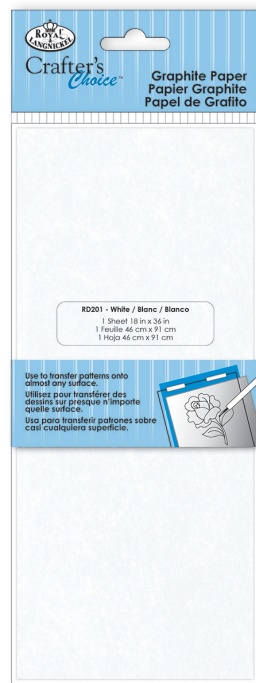 ROYAL &
LANGNICKEL
Crafter's
Choice™
Graphite Paper
Papier Graphite
Papel de Grafito
RD201 - White / Blanc / Blanco
1 Sheet 18 in x 36 in
1 Feuille 46 cm x 91 cm
1 Hoja 46 cm x 91 cm
Use to transfer patterns onto
almost any surface.
Utilisez pour transférer des
dessins sur presque n'importe
quelle surface.
Usa para transferir patrones sobre
casi cualquiera superficie.